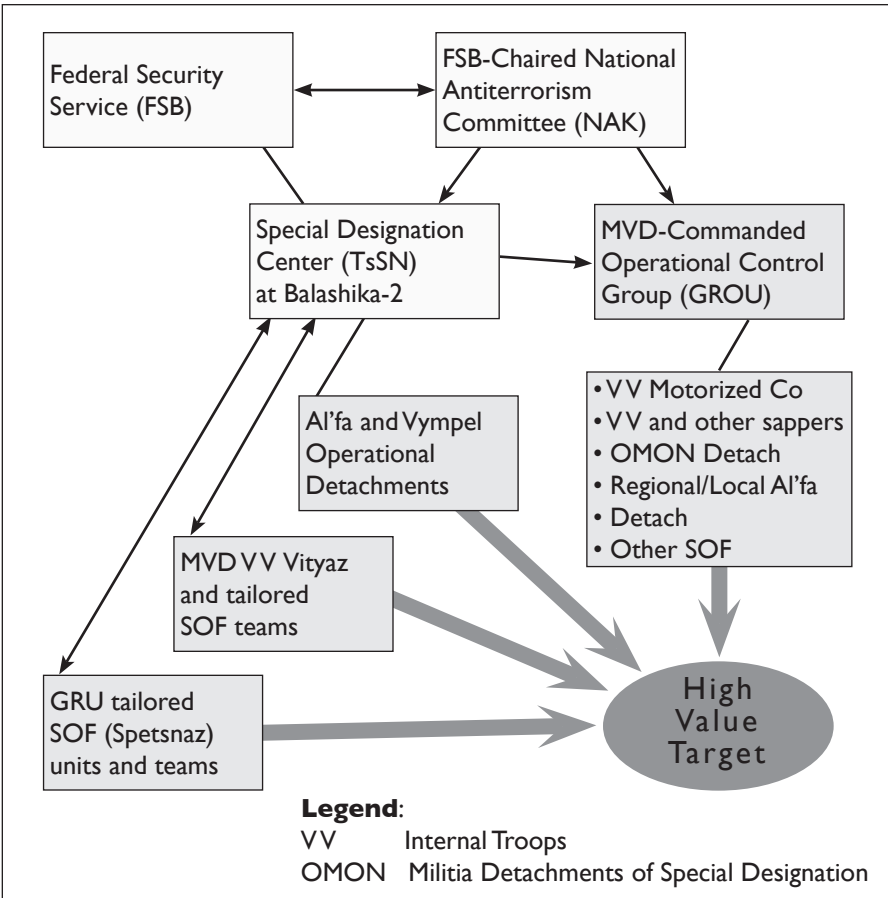 Federal Security
Service (FSB)
FSB-Chaired National
Antiterrorism
Committee (NAK)
Special Designation
Center (TsSN)
at Balashika-2
MVD-Commanded
Operational Control
Group (GROU)
Al'fa and Vympel
Operational
Detachments
• VV Motorized Co
• VV and other sappers
• OMON Detach
• Regional/Local Al'fa
• Detach
• Other SOF
MVD VV Vityaz
and tailored
SOF teams
GRU tailored
SOF (Spetsnaz)
units and teams
High
Value
Target
Legend:
VV Internal Troops
OMON Militia Detachments of Special Designation